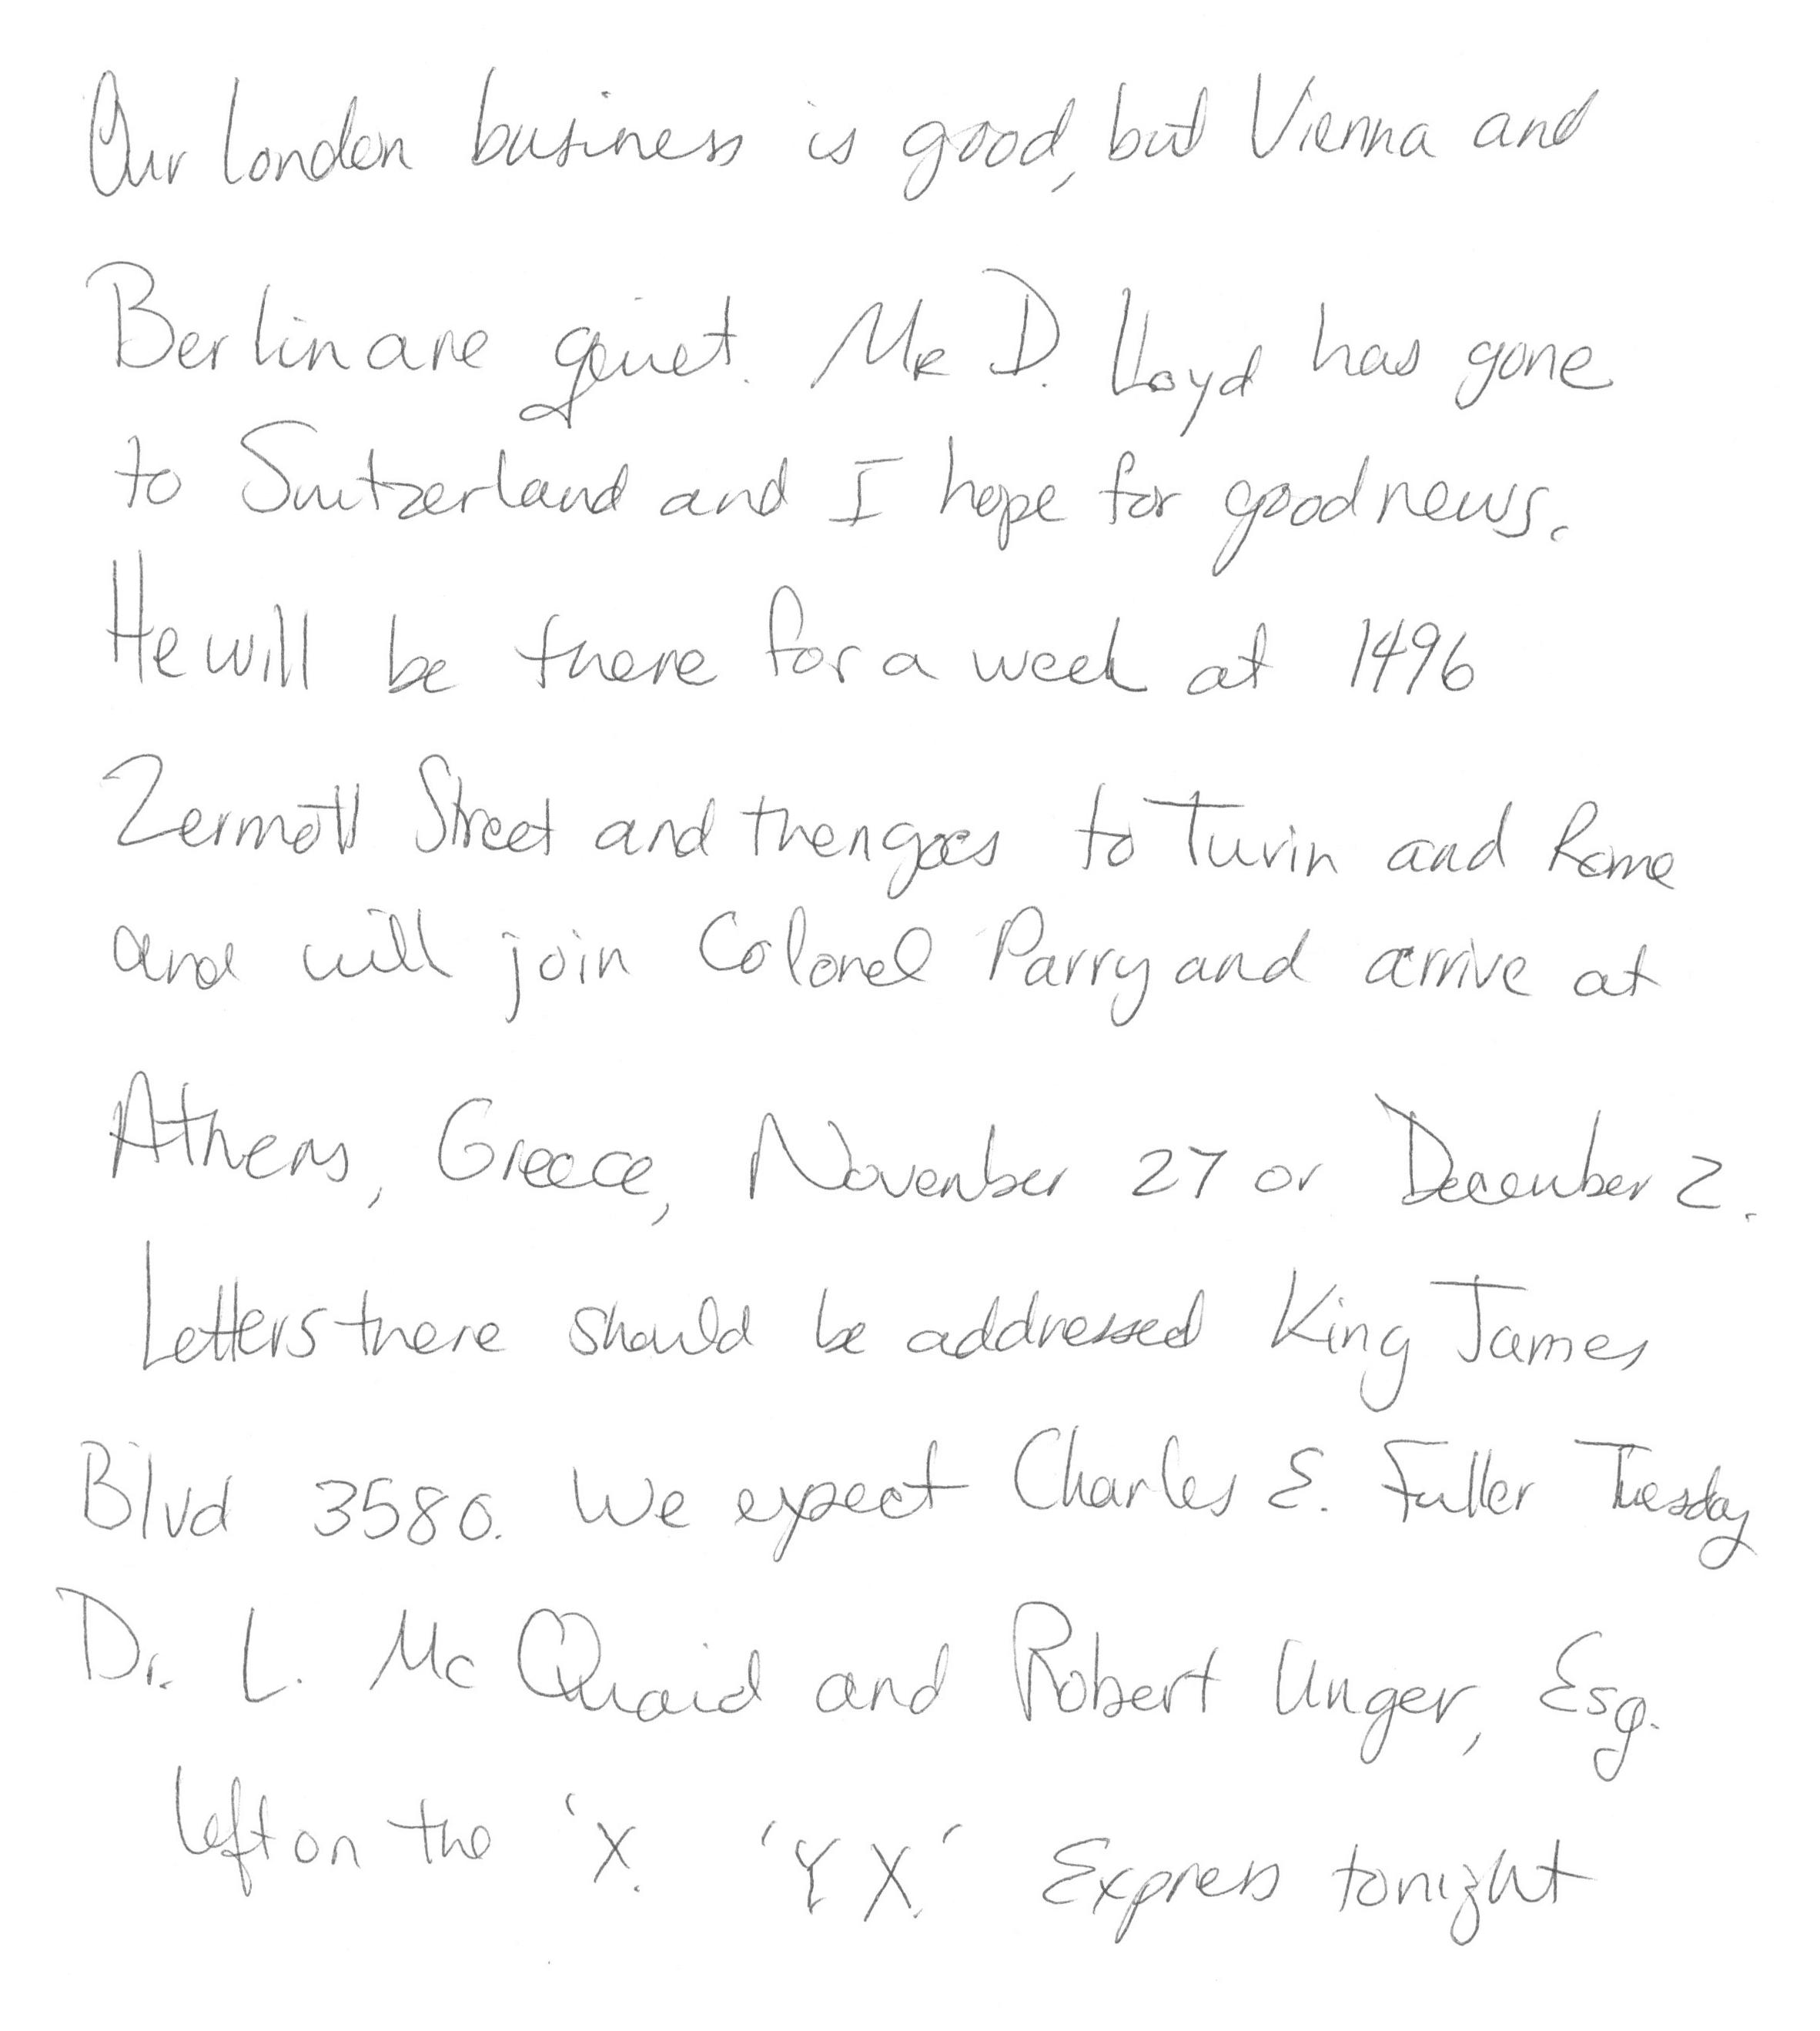 Our London business is good, but Vienna and
Berlin are quiet. Mr D. Lloyd has gone
to Switzerland and I hope for good news.
He will be there for a week at 1496
Zermott Street and then goes to Turin and Rome
and will join Colonel Parry and arrive at
Athens, Greece, November 27 or December 2.
Letters there should be addressed King James
Blvd 3580. We expect Charles E. Fuller Tuesday
Dr. L. Mc Quaid and Robert Unger, Esq.
left on the 'X. 'Y X.' Express tonight